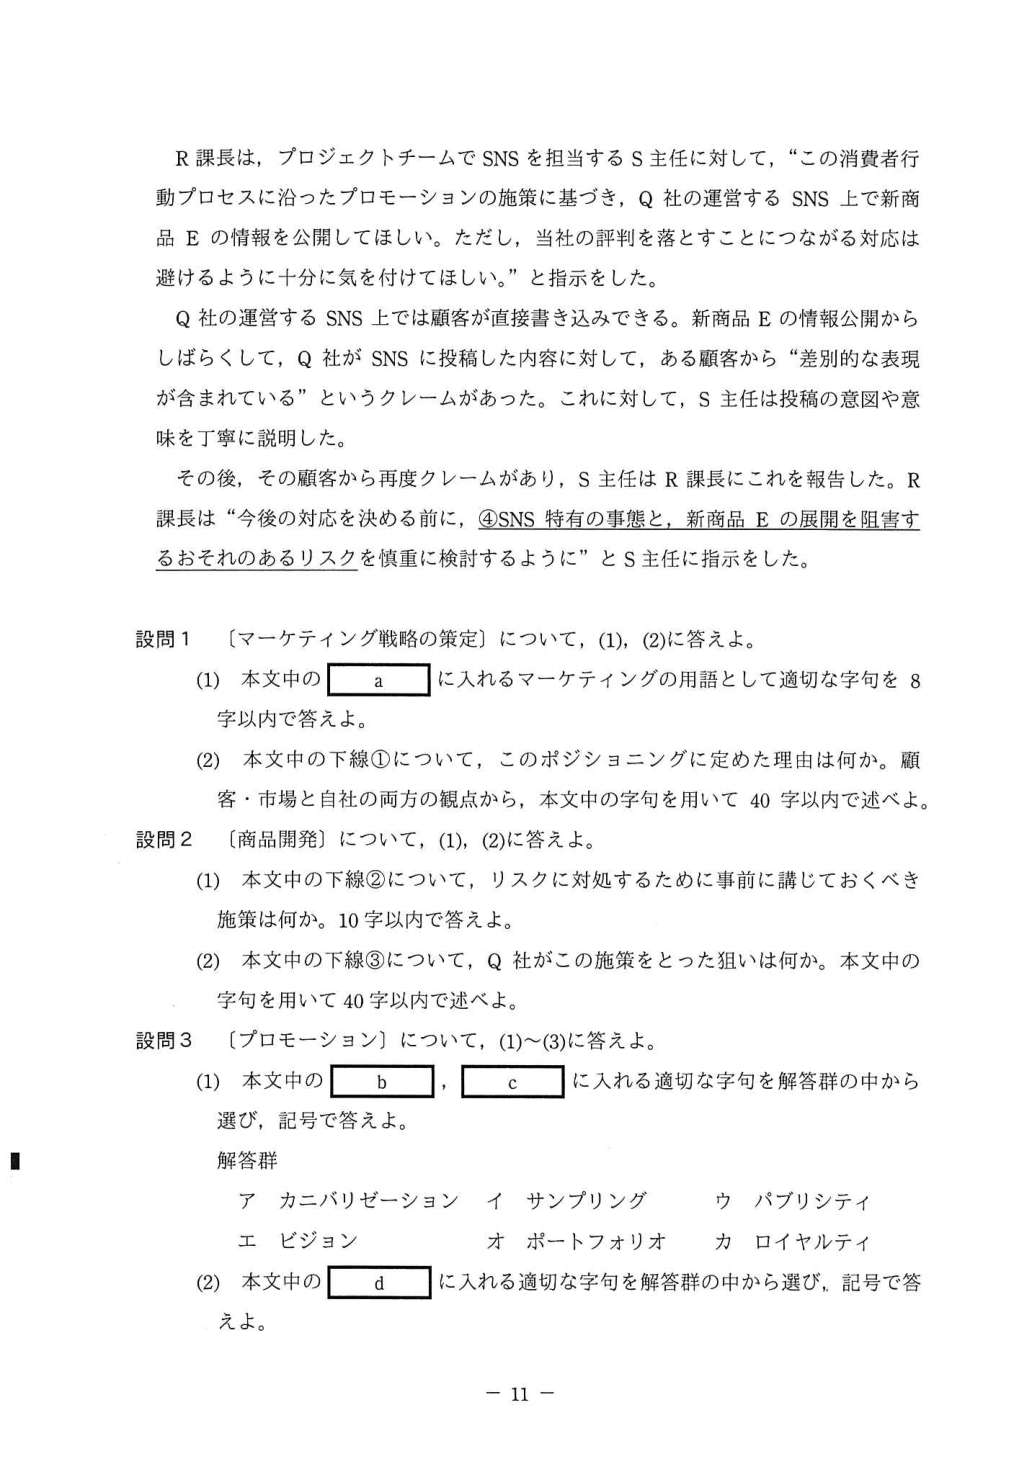 R 課長は，プロジェクトチームで SNS を担当する S 主任に対して，“この消費者行
動プロセスに沿ったプロモーションの施策に基づき，Q 社の運営する SNS 上で新商
品 E の情報を公開してほしい。ただし，当社の評判を落とすことにつながる対応は
避けるように十分に気を付けてほしい。” と指示をした。
Q 社の運営する SNS 上では顧客が直接書き込みできる。新商品 E の情報公開から
しばらくして，Q 社が SNS に投稿した内容に対して，ある顧客から “差別的な表現
が含まれている” というクレームがあった。これに対して，S 主任は投稿の意図や意
味を丁寧に説明した。
その後，その顧客から再度クレームがあり，S 主任は R 課長にこれを報告した。R
課長は “今後の対応を決める前に，④SNS 特有の事態と，新商品 E の展開を阻害す
るおそれのあるリスクを慎重に検討するように” と S 主任に指示をした。
設問1 〔マーケティング戦略の策定〕について，(1)，(2)に答えよ。
(1) 本文中の a に入れるマーケティングの用語として適切な字句を 8
字以内で答えよ。
(2) 本文中の下線①について，このポジショニングに定めた理由は何か。顧
客・市場と自社の両方の観点から，本文中の字句を用いて 40 字以内で述べよ。
設問2 〔商品開発〕について，(1)，(2)に答えよ。
(1) 本文中の下線②について，リスクに対処するために事前に講じておくべき
施策は何か。10 字以内で答えよ。
(2) 本文中の下線③について，Q 社がこの施策をとった狙いは何か。本文中の
字句を用いて 40 字以内で述べよ。
設問3 〔プロモーション〕について，(1)～(3)に答えよ。
(1) 本文中の b ， c に入れる適切な字句を解答群の中から
選び，記号で答えよ。
解答群
ア カニバリゼーション イ サンプリング ウ パブリシティ
エ ビジョン オ ポートフォリオ カ ロイヤルティ
(2) 本文中の d に入れる適切な字句を解答群の中から選び，記号で答
えよ。
－ 11 －